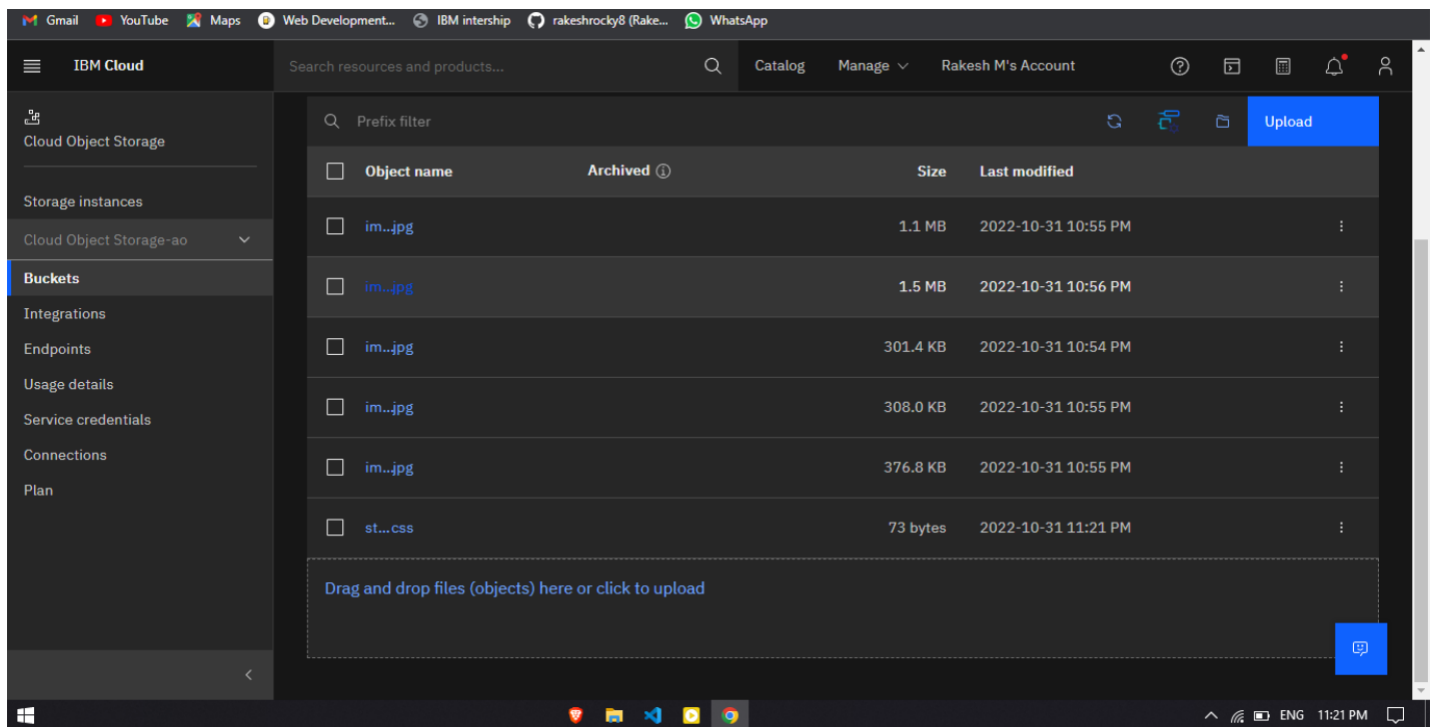 Gmail YouTube Maps Web Development... IBM intership rakeshrocky8 (Rake... WhatsApp
IBM Cloud Search resources and products... Catalog Manage Rakesh M's Account
Cloud Object Storage
Storage instances
Cloud Object Storage-ao
Buckets
Integrations
Endpoints
Usage details
Service credentials
Connections
Plan
Prefix filter Upload
Object name Archived Size Last modified
im...jpg 1.1 MB 2022-10-31 10:55 PM
im...jpg 1.5 MB 2022-10-31 10:56 PM
im...jpg 301.4 KB 2022-10-31 10:54 PM
im...jpg 308.0 KB 2022-10-31 10:55 PM
im...jpg 376.8 KB 2022-10-31 10:55 PM
st...css 73 bytes 2022-10-31 11:21 PM
Drag and drop files (objects) here or click to upload
ENG 11:21 PM